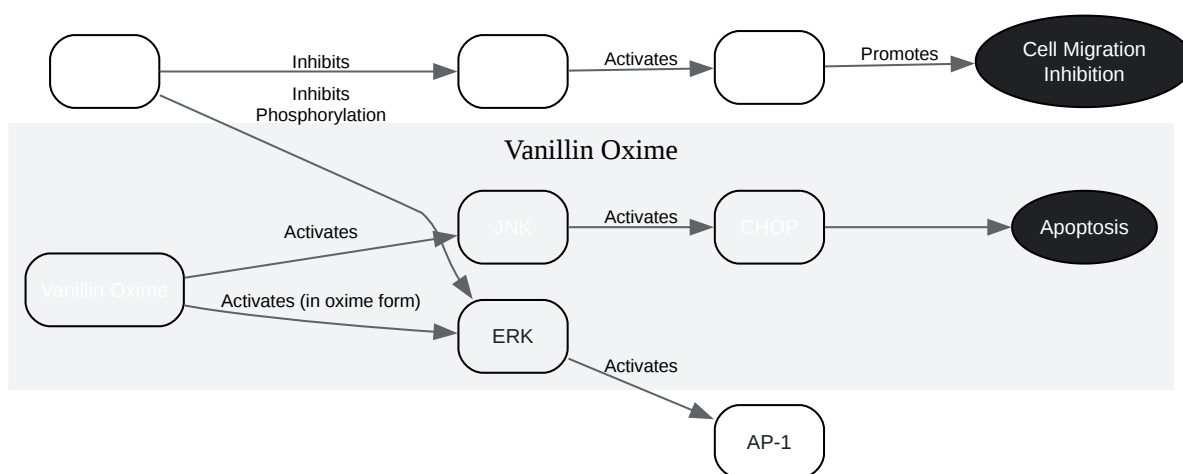 Inhibits
Activates
Promotes
Cell Migration
Inhibition
Inhibits
Phosphorylation
Vanillin Oxime
JNK
Activates
CHOP
Apoptosis
Activates
Vanillin Oxime
Activates (in oxime form)
ERK
Activates
AP-1